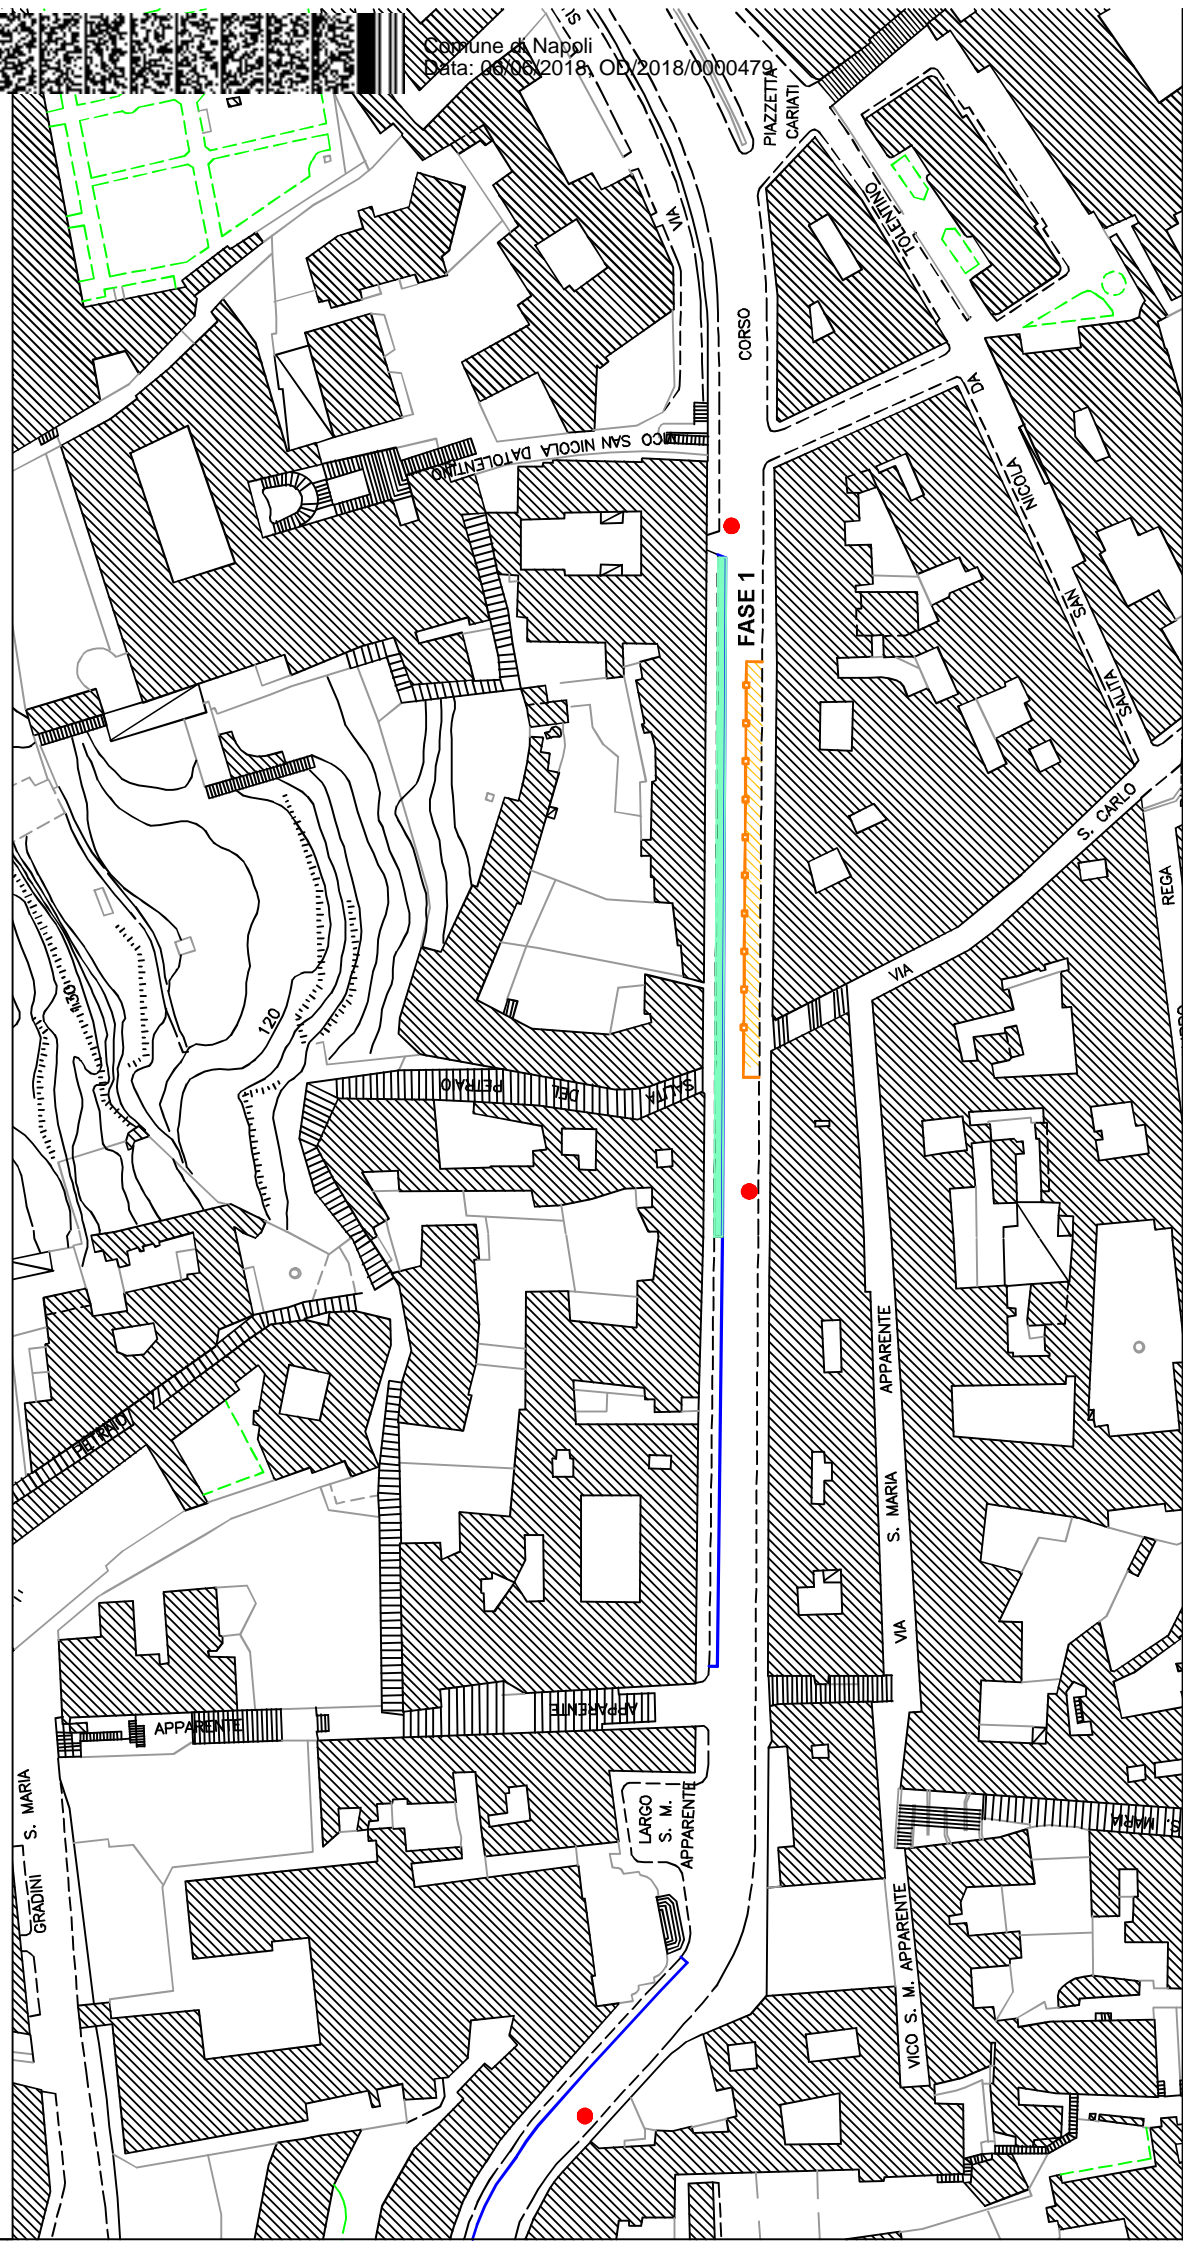 Comune di Napoli
Data: 06/06/2018, OD/2018/0000479
PIAZZETTA
CARIATI
VIA
TOLENTINO
CORSO
DA
VICO SAN NICOLA DATOLENTINO
NICOLA
FASE 1
SAN
SALITA
S. CARLO
REGA
VIA
130
120
SALITA
DEL
PETRAIO
APPARENTE
PETRAIO
S. MARIA
VIA
APPARENTE
APPARENTE
S. MARIA
GRADINI
LARGO
S. M.
APPARENTE
S. MARIA
VICO S. M. APPARENTE